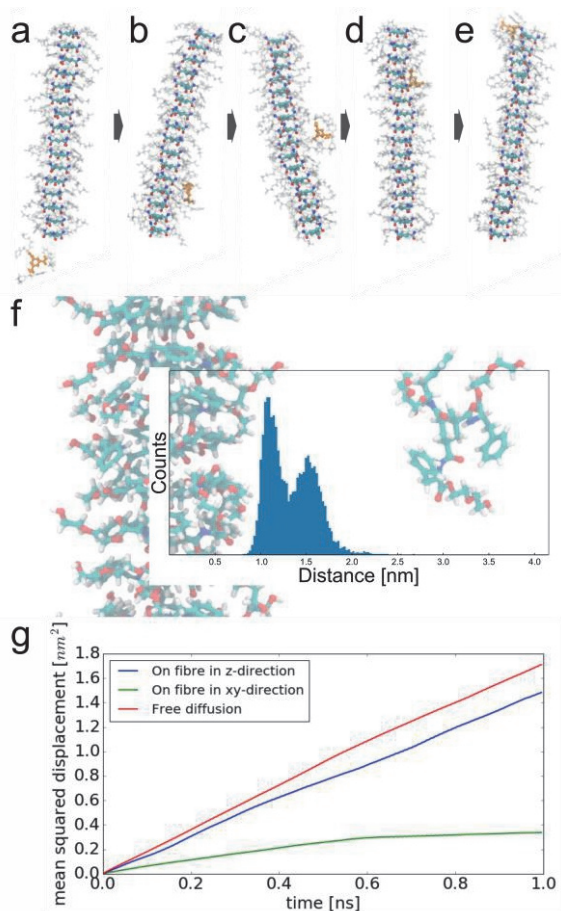 a b c d e
f
Counts
0.5 1.0 1.5 2.0 2.5 3.0 3.5 4.0
Distance [nm]
g
mean squared displacement [nm²]
1.8
1.6
1.4
1.2
1.0
0.8
0.6
0.4
0.2
0.0
On fibre in z-direction
On fibre in xy-direction
Free diffusion
0.0 0.2 0.4 0.6 0.8 1.0
time [ns]